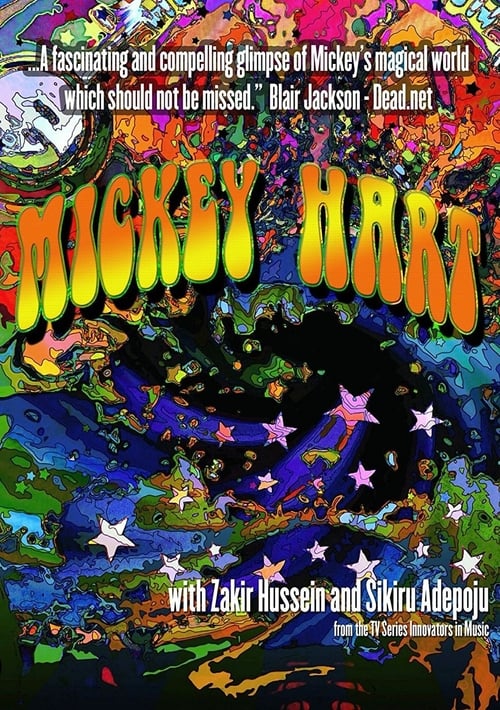 ...A fascinating and compelling glimpse of Mickey's magical world
which should not be missed." Blair Jackson - Dead.net
MICKEY HART
with Zakir Hussein and Sikiru Adepoju
from the TV Series Innovators in Music